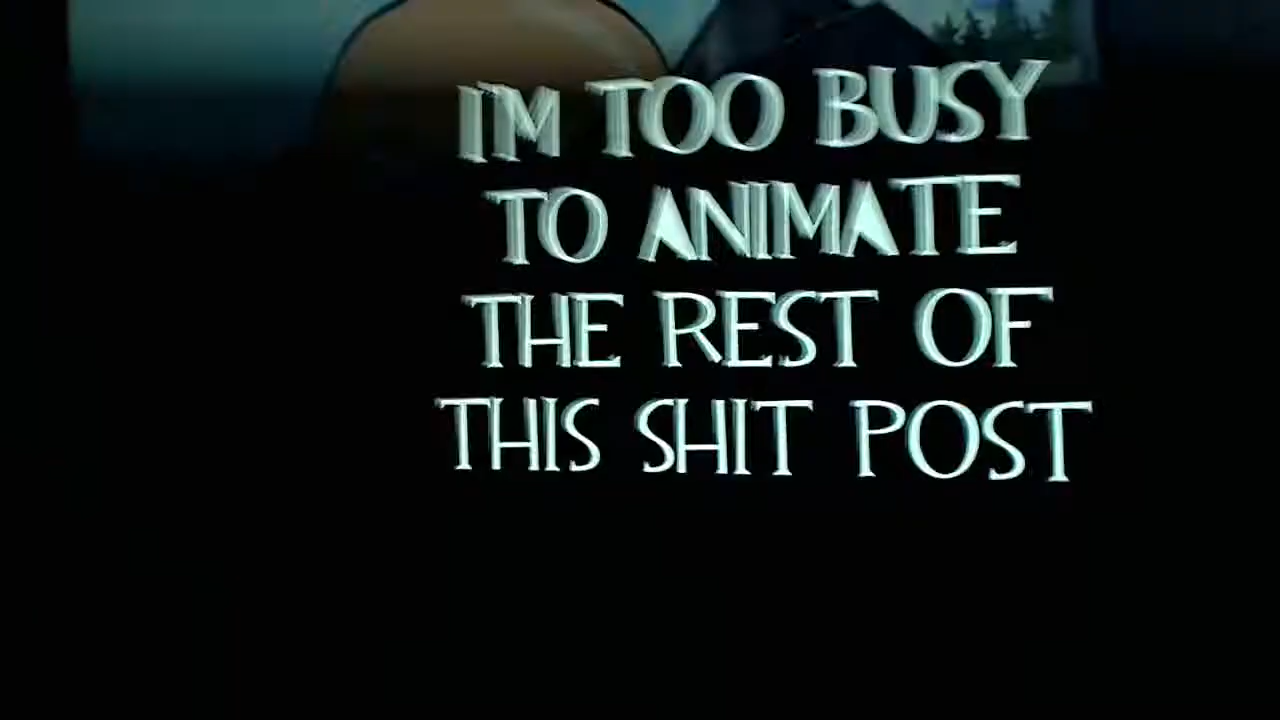 I'M TOO BUSY
TO ANIMATE
THE REST OF
THIS SHIT POST